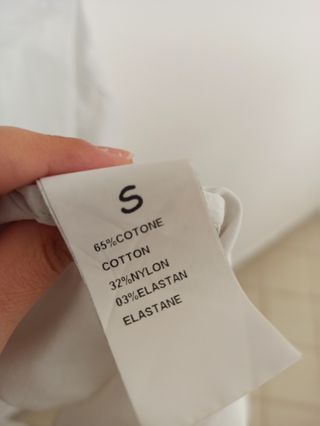 S
65%COTONE
COTTON
32%NYLON
03%ELASTAN
ELASTANE